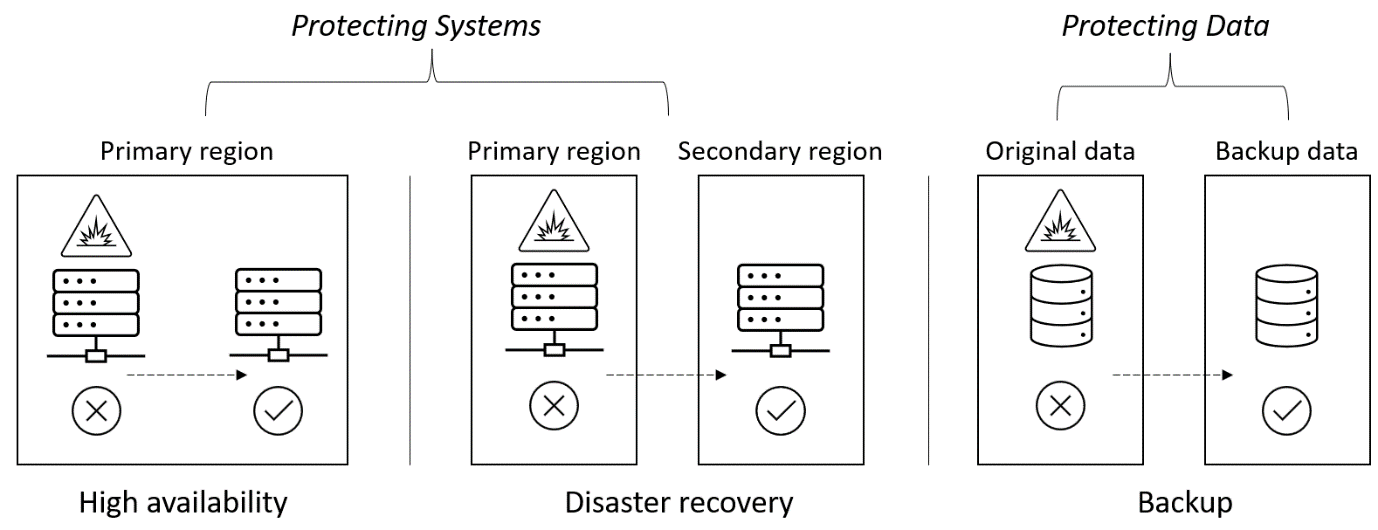 Protecting Systems
Protecting Data
Primary region
Primary region
Secondary region
Original data
Backup data
High availability
Disaster recovery
Backup